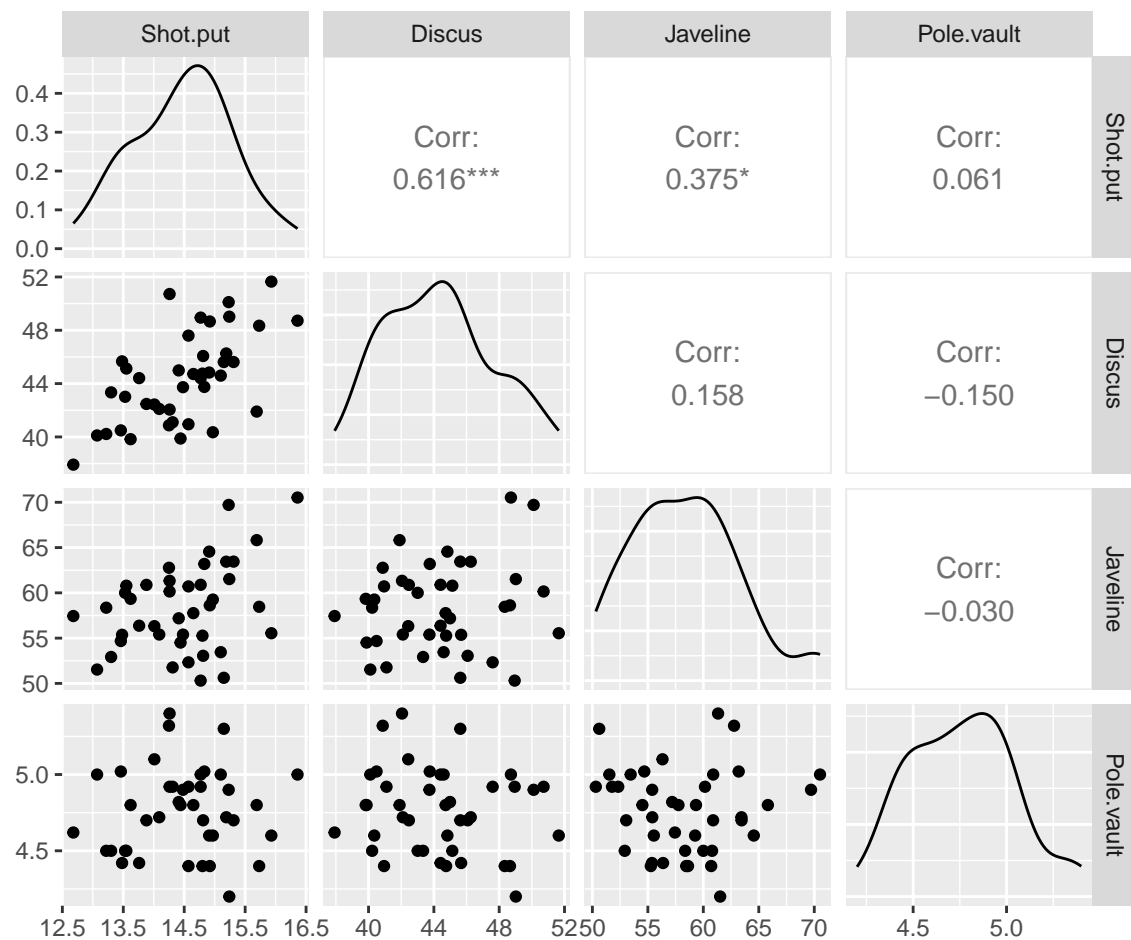 Shot.put Discus Javeline Pole.vault
0.4
0.3
0.2
0.1
0.0
Corr:
0.616***
Corr:
0.375*
Corr:
0.061
Shot.put
52
48
44
40
Corr:
0.158
Corr:
−0.150
Discus
70
65
60
55
50
Corr:
−0.030
Javeline
5.0
4.5
Pole.vault
12.5 13.5 14.5 15.5 16.5 40 44 48 52 50 55 60 65 70 4.5 5.0